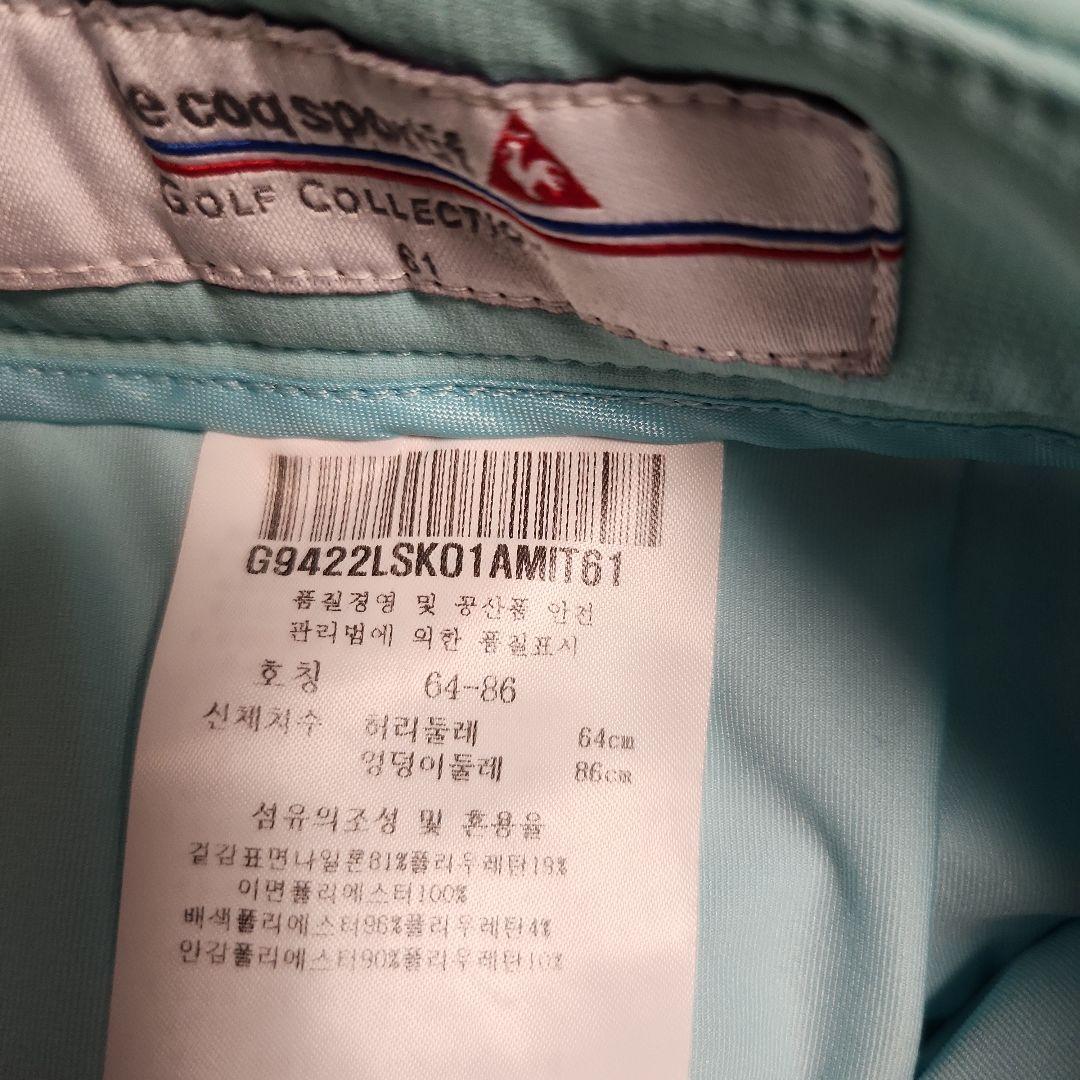 le coq sportif
GOLF COLLECTION
61
G9422LSK01AMIT61
품질경영 및 공산품 안전
관리법에 의한 품질표시
호칭 64-86
신체치수 허리둘레 64cm
엉덩이둘레 86cm
섬유의조성 및 혼용율
겉감표면나일론81%폴리우레탄19%
이면폴리에스터100%
배색폴리에스터96%폴리우레탄4%
안감폴리에스터90%폴리우레탄10%